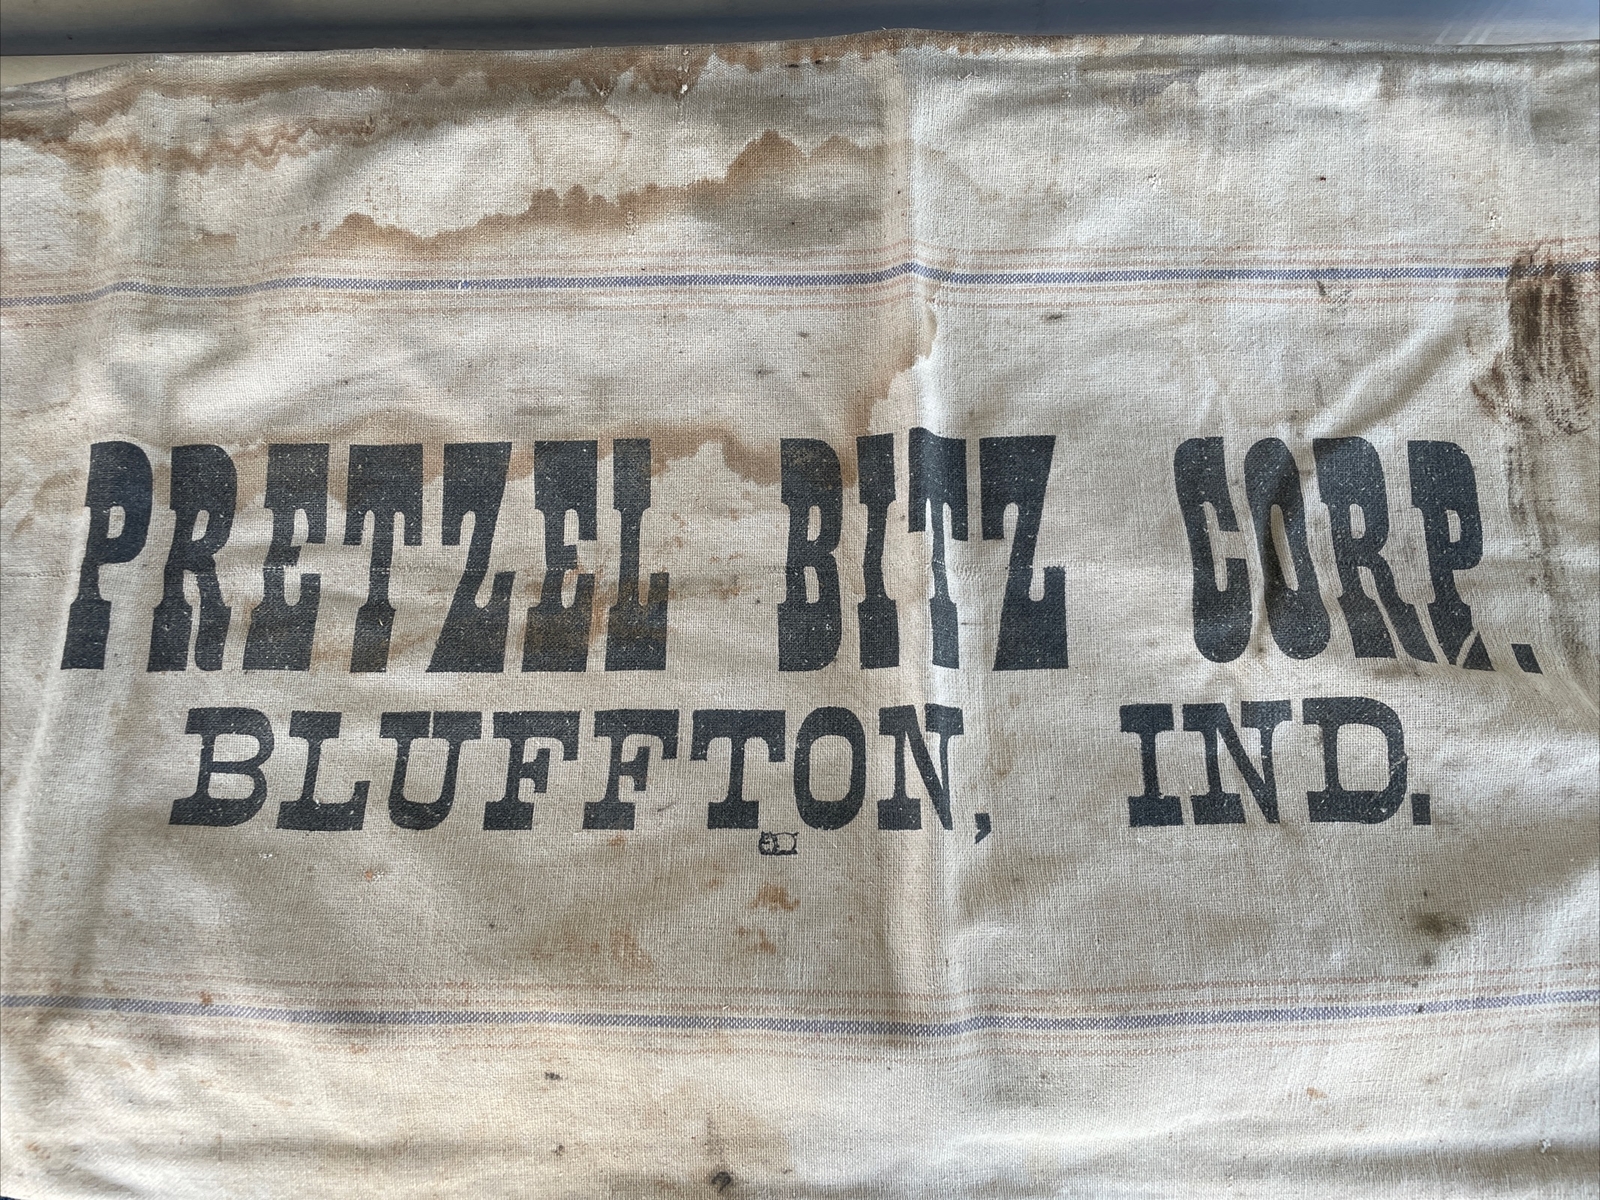 PRETZEL BITZ CORP.
BLUFFTON, IND.